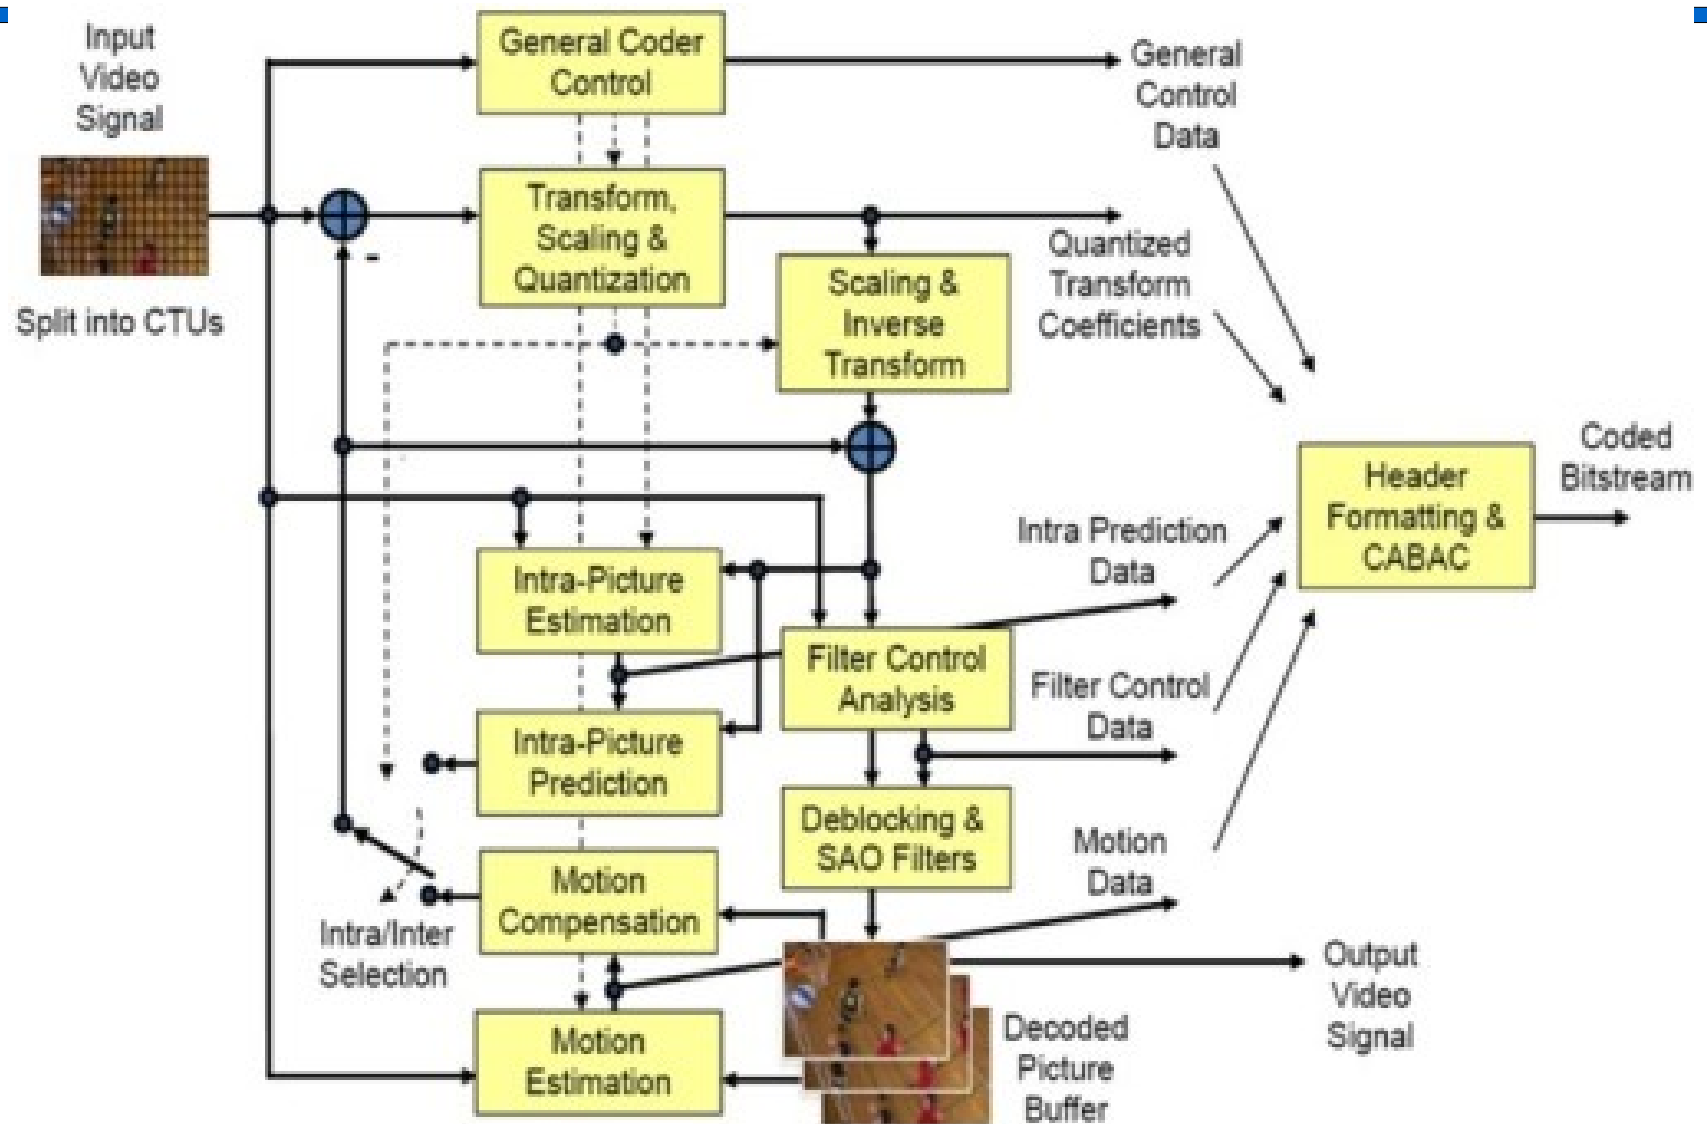 Input
Video
Signal
Split into CTUs
General Coder
Control
General
Control
Data
Transform,
Scaling &
Quantization
Quantized
Transform
Coefficients
Scaling &
Inverse
Transform
Header
Formatting &
CABAC
Coded
Bitstream
Intra Prediction
Data
Intra-Picture
Estimation
Filter Control
Analysis
Filter Control
Data
Intra-Picture
Prediction
Deblocking &
SAO Filters
Motion
Data
Motion
Compensation
Intra/Inter
Selection
Output
Video
Signal
Motion
Estimation
Decoded
Picture
Buffer